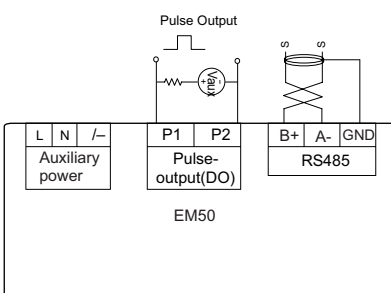 Pulse Output
S S
+ Vaux -
L N /– P1 P2 B+ A- GND
Auxiliary power
Pulse-output(DO)
RS485
EM50